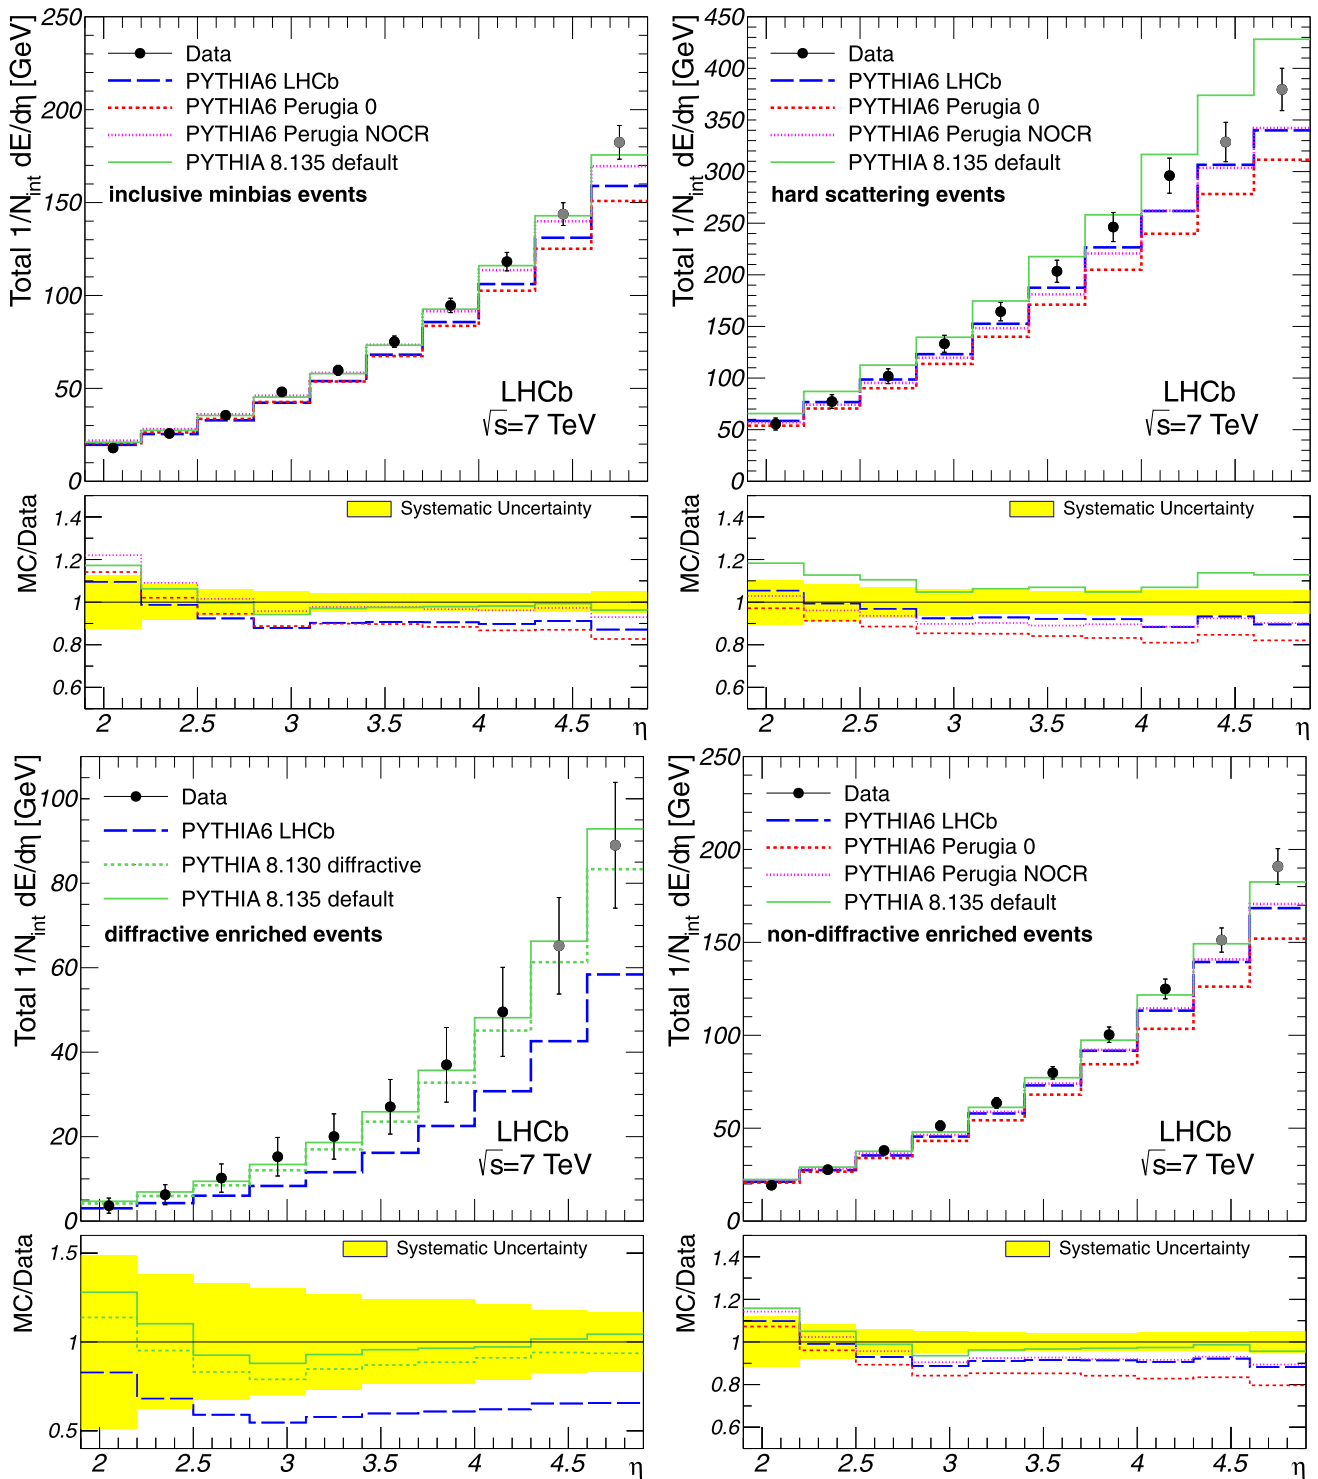 Total 1/N_int dE/dη [GeV]
250
200
150
100
50
0
Data
PYTHIA6 LHCb
PYTHIA6 Perugia 0
PYTHIA6 Perugia NOCR
PYTHIA 8.135 default
inclusive minbias events
LHCb
√s=7 TeV
MC/Data
1.4
1.2
1
0.8
0.6
Systematic Uncertainty
2 2.5 3 3.5 4 4.5 η
Total 1/N_int dE/dη [GeV]
450
400
350
300
250
200
150
100
50
0
Data
PYTHIA6 LHCb
PYTHIA6 Perugia 0
PYTHIA6 Perugia NOCR
PYTHIA 8.135 default
hard scattering events
LHCb
√s=7 TeV
MC/Data
1.4
1.2
1
0.8
0.6
Systematic Uncertainty
2 2.5 3 3.5 4 4.5 η
Total 1/N_int dE/dη [GeV]
100
80
60
40
20
0
Data
PYTHIA6 LHCb
PYTHIA 8.130 diffractive
PYTHIA 8.135 default
diffractive enriched events
LHCb
√s=7 TeV
MC/Data
1.5
1
0.5
Systematic Uncertainty
2 2.5 3 3.5 4 4.5 η
Total 1/N_int dE/dη [GeV]
250
200
150
100
50
0
Data
PYTHIA6 LHCb
PYTHIA6 Perugia 0
PYTHIA6 Perugia NOCR
PYTHIA 8.135 default
non-diffractive enriched events
LHCb
√s=7 TeV
MC/Data
1.4
1.2
1
0.8
0.6
Systematic Uncertainty
2 2.5 3 3.5 4 4.5 η